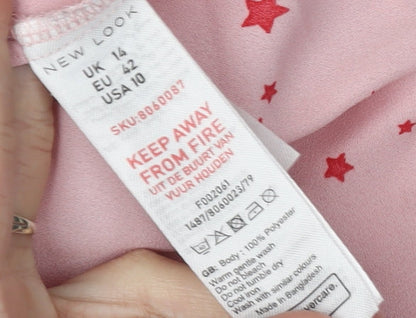 NEW LOOK
UK 14
EU 42
USA 10
SKU:8060087
KEEP AWAY
FROM FIRE
UIT DE BUURT VAN
VUUR HOUDEN
F002061
1487/8060023/79
GB: Body: 100% Polyester
Warm gentle wash
Do not bleach
Do not tumble dry
Cool iron
Wash with similar colours
Made in Bangladesh